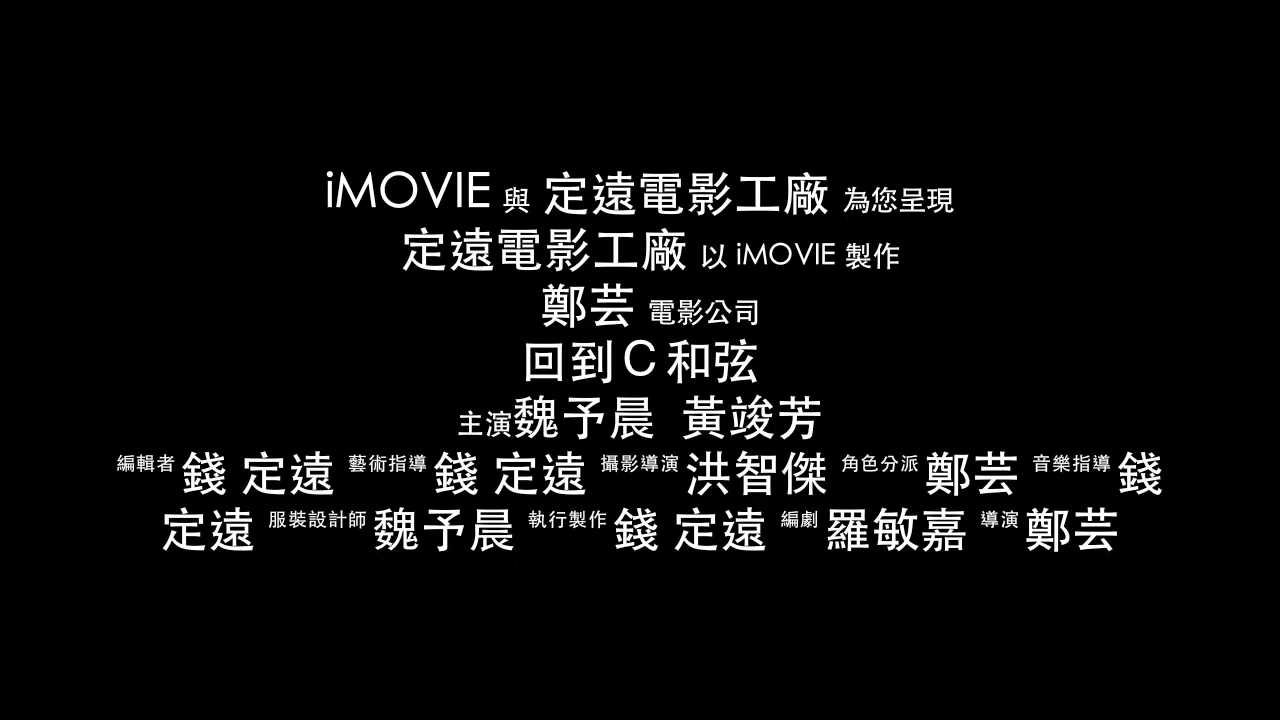 iMOVIE 與 定遠電影工廠 為您呈現
定遠電影工廠 以 iMOVIE 製作
鄭芸 電影公司
回到C和弦
主演魏予晨 黃竣芳
編輯者 錢 定遠 藝術指導 錢 定遠 攝影導演 洪智傑 角色分派 鄭芸 音樂指導 錢
定遠 服裝設計師 魏予晨 執行製作 錢 定遠 編劇 羅敏嘉 導演 鄭芸